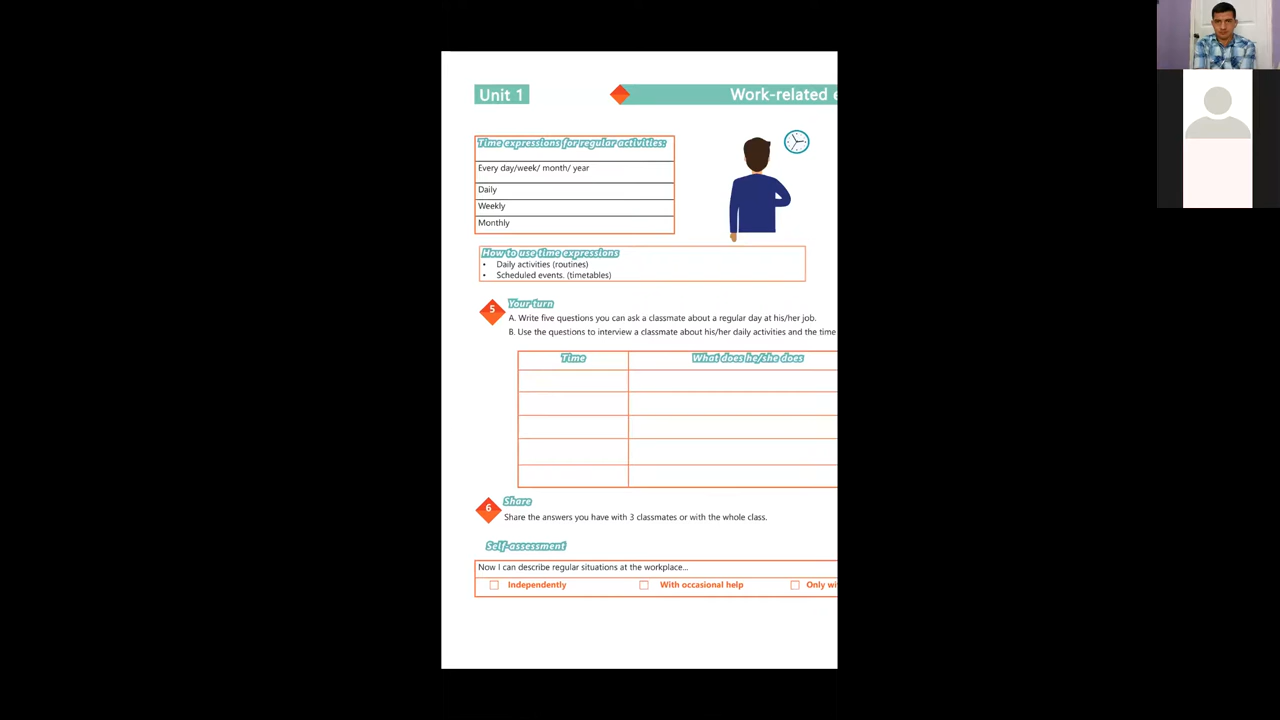 Unit 1
Work-related
Time expressions for regular activities:
Every day/week/ month/ year
Daily
Weekly
Monthly
How to use time expressions
• Daily activities (routines)
• Scheduled events. (timetables)
5
Your turn
A. Write five questions you can ask a classmate about a regular day at his/her job.
B. Use the questions to interview a classmate about his/her daily activities and the time
Time
What does he/she does
6
Share
Share the answers you have with 3 classmates or with the whole class.
Self-assessment
Now I can describe regular situations at the workplace...
Independently
With occasional help
Only